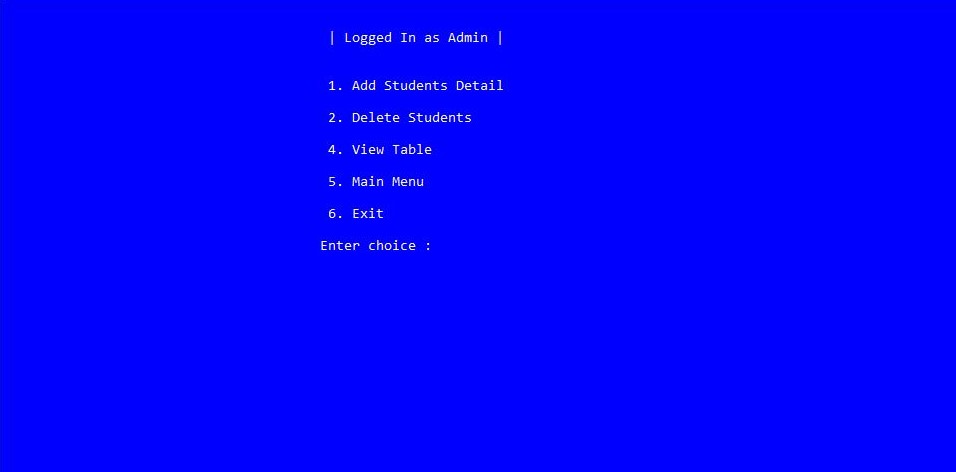 | Logged In as Admin |
1. Add Students Detail
2. Delete Students
4. View Table
5. Main Menu
6. Exit
Enter choice :